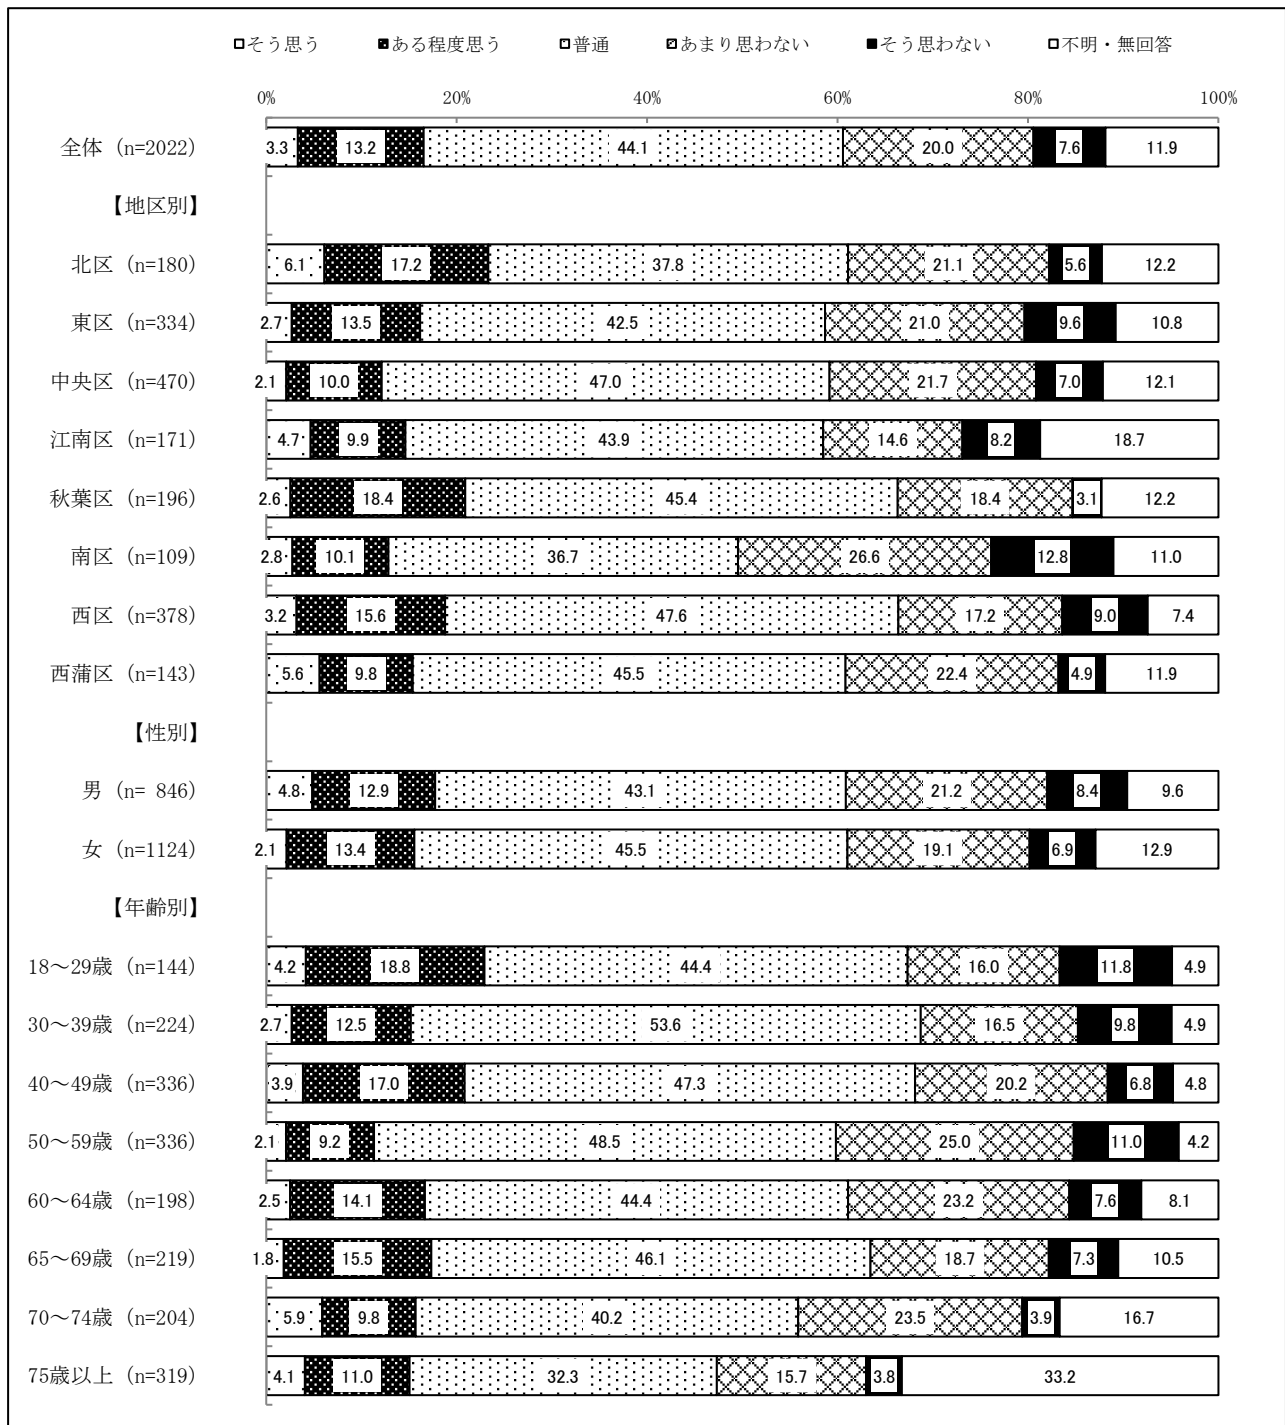 そう思う ある程度思う 普通 あまり思わない そう思わない 不明・無回答
0% 20% 40% 60% 80% 100%
全体 (n=2022) 3.3 13.2 44.1 20.0 7.6 11.9
【地区別】
北区 (n=180) 6.1 17.2 37.8 21.1 5.6 12.2
東区 (n=334) 2.7 13.5 42.5 21.0 9.6 10.8
中央区 (n=470) 2.1 10.0 47.0 21.7 7.0 12.1
江南区 (n=171) 4.7 9.9 43.9 14.6 8.2 18.7
秋葉区 (n=196) 2.6 18.4 45.4 18.4 3.1 12.2
南区 (n=109) 2.8 10.1 36.7 26.6 12.8 11.0
西区 (n=378) 3.2 15.6 47.6 17.2 9.0 7.4
西蒲区 (n=143) 5.6 9.8 45.5 22.4 4.9 11.9
【性別】
男 (n= 846) 4.8 12.9 43.1 21.2 8.4 9.6
女 (n=1124) 2.1 13.4 45.5 19.1 6.9 12.9
【年齢別】
18～29歳 (n=144) 4.2 18.8 44.4 16.0 11.8 4.9
30～39歳 (n=224) 2.7 12.5 53.6 16.5 9.8 4.9
40～49歳 (n=336) 3.9 17.0 47.3 20.2 6.8 4.8
50～59歳 (n=336) 2.1 9.2 48.5 25.0 11.0 4.2
60～64歳 (n=198) 2.5 14.1 44.4 23.2 7.6 8.1
65～69歳 (n=219) 1.8 15.5 46.1 18.7 7.3 10.5
70～74歳 (n=204) 5.9 9.8 40.2 23.5 3.9 16.7
75歳以上 (n=319) 4.1 11.0 32.3 15.7 3.8 33.2